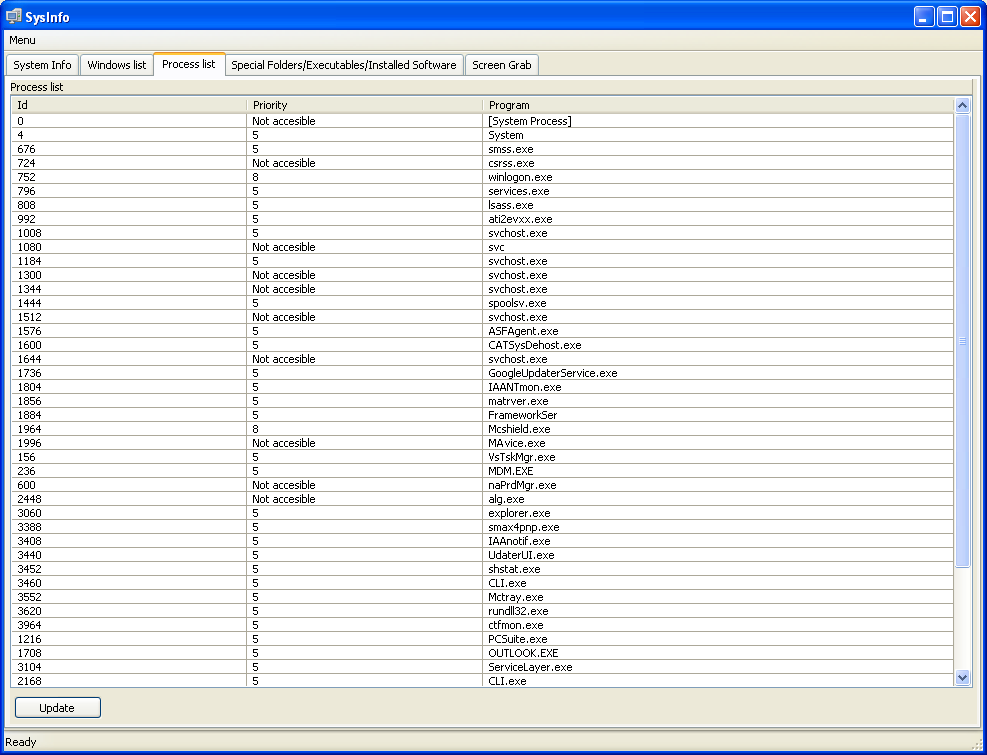 SysInfo
Menu
System Info Windows list Process list Special Folders/Executables/Installed Software Screen Grab
Process list
Id Priority Program
0 Not accesible [System Process]
4 5 System
676 5 smss.exe
724 Not accesible csrss.exe
752 8 winlogon.exe
796 5 services.exe
808 5 lsass.exe
992 5 ati2evxx.exe
1008 5 svchost.exe
1080 Not accesible svc
1184 5 svchost.exe
1300 Not accesible svchost.exe
1344 Not accesible svchost.exe
1444 5 spoolsv.exe
1512 Not accesible svchost.exe
1576 5 ASFAgent.exe
1600 5 CATSysDehost.exe
1644 Not accesible svchost.exe
1736 5 GoogleUpdaterService.exe
1804 5 IAANTmon.exe
1856 5 matrver.exe
1884 5 FrameworkSer
1964 8 Mcshield.exe
1996 Not accesible MAvice.exe
156 5 VsTskMgr.exe
236 5 MDM.EXE
600 Not accesible naPrdMgr.exe
2448 Not accesible alg.exe
3060 5 explorer.exe
3388 5 smax4pnp.exe
3408 5 IAAnotif.exe
3440 5 UdaterUI.exe
3452 5 shstat.exe
3460 5 CLI.exe
3552 5 Mctray.exe
3620 5 rundll32.exe
3964 5 ctfmon.exe
1216 5 PCSuite.exe
1708 5 OUTLOOK.EXE
3104 5 ServiceLayer.exe
2168 5 CLI.exe
Update
Ready